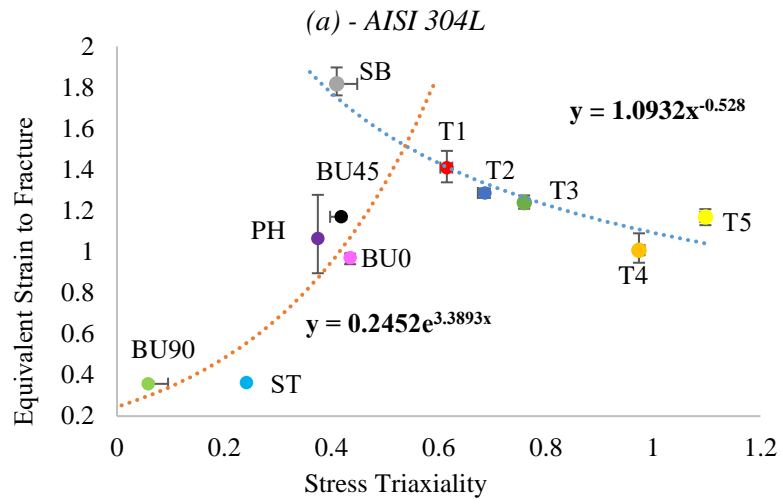 (a) - AISI 304L
2
1.8
1.6
1.4
1.2
1
0.8
0.6
0.4
0.2
Equivalent Strain to Fracture
SB
y = 1.0932x^-0.528
T1
BU45
T2
T3
PH
T5
BU0
T4
y = 0.2452e^3.3893x
BU90
ST
0
0.2
0.4
0.6
0.8
1
1.2
Stress Triaxiality